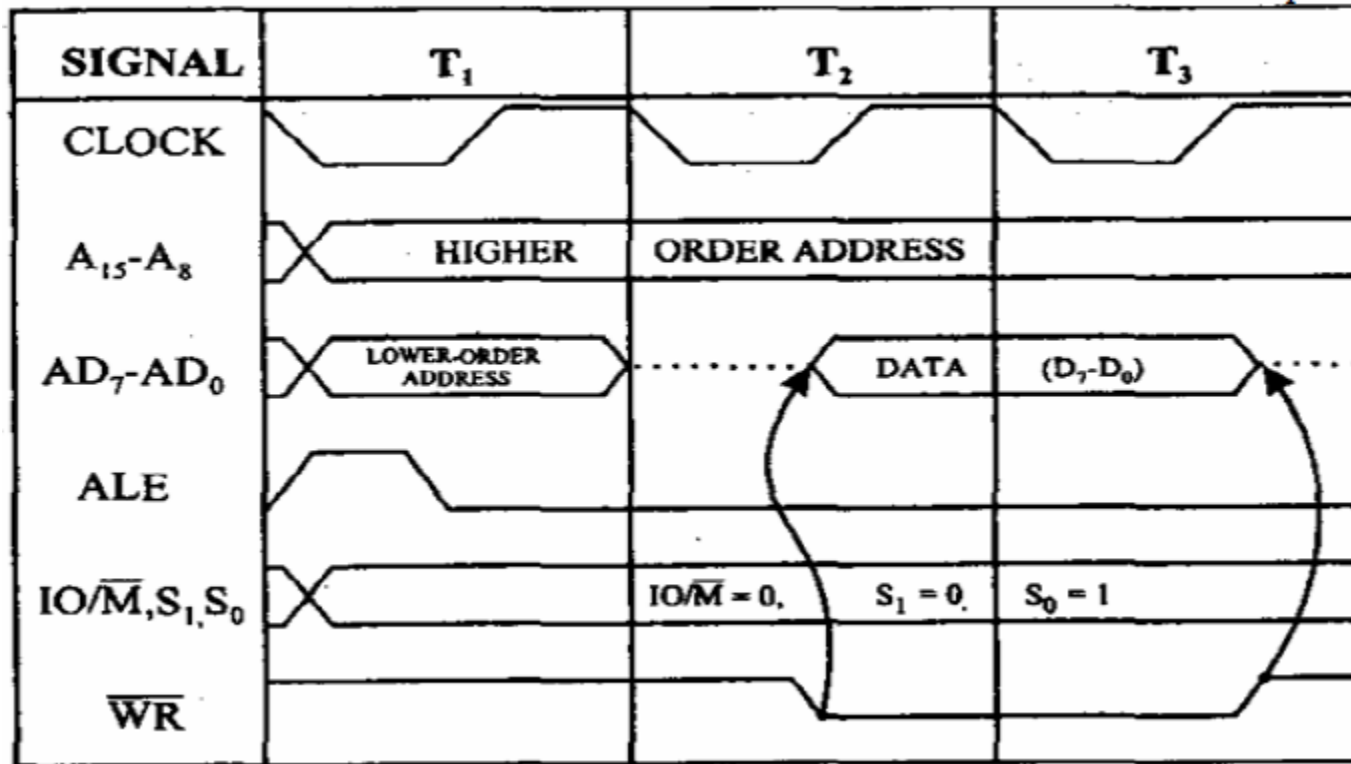 SIGNAL T₁ T₂ T₃
CLOCK
A₁₅-A₈ HIGHER ORDER ADDRESS
AD₇-AD₀ LOWER-ORDER ADDRESS DATA (D₇-D₀)
ALE
IO/M̅,S₁,S₀ IO/M̅ = 0, S₁ = 0, S₀ = 1
W̅R̅